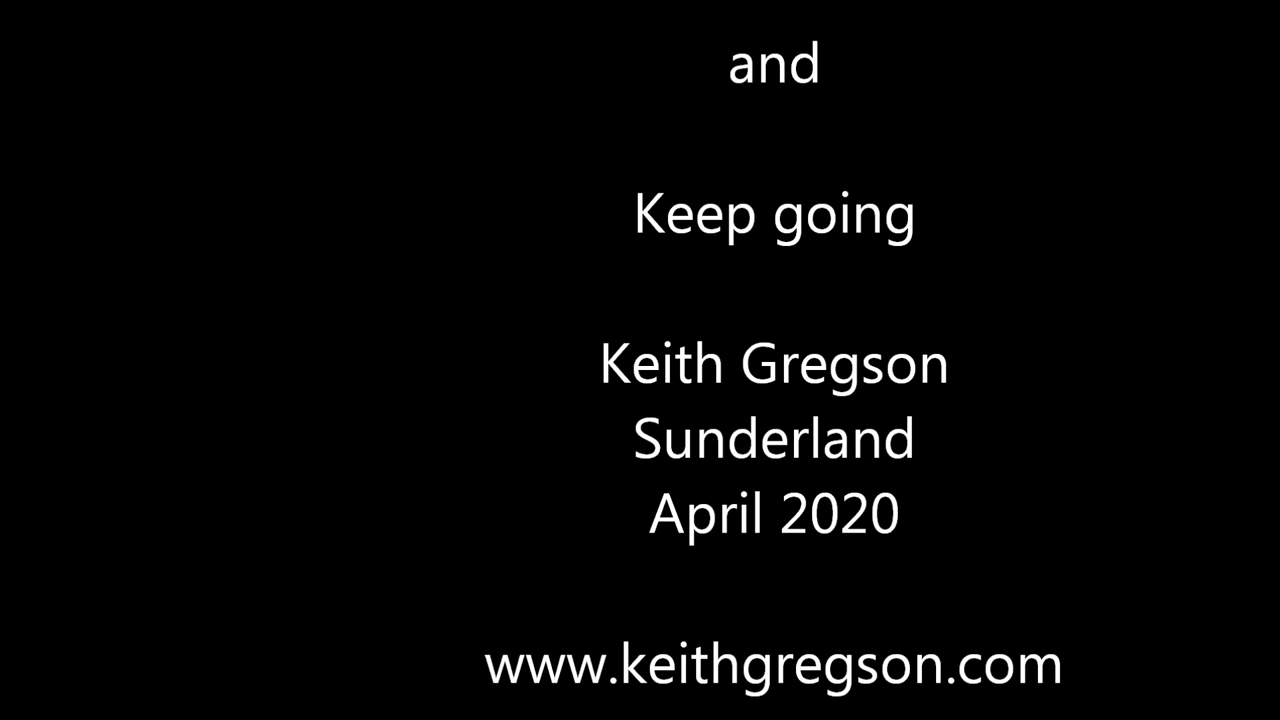 and
Keep going
Keith Gregson
Sunderland
April 2020
www.keithgregson.com